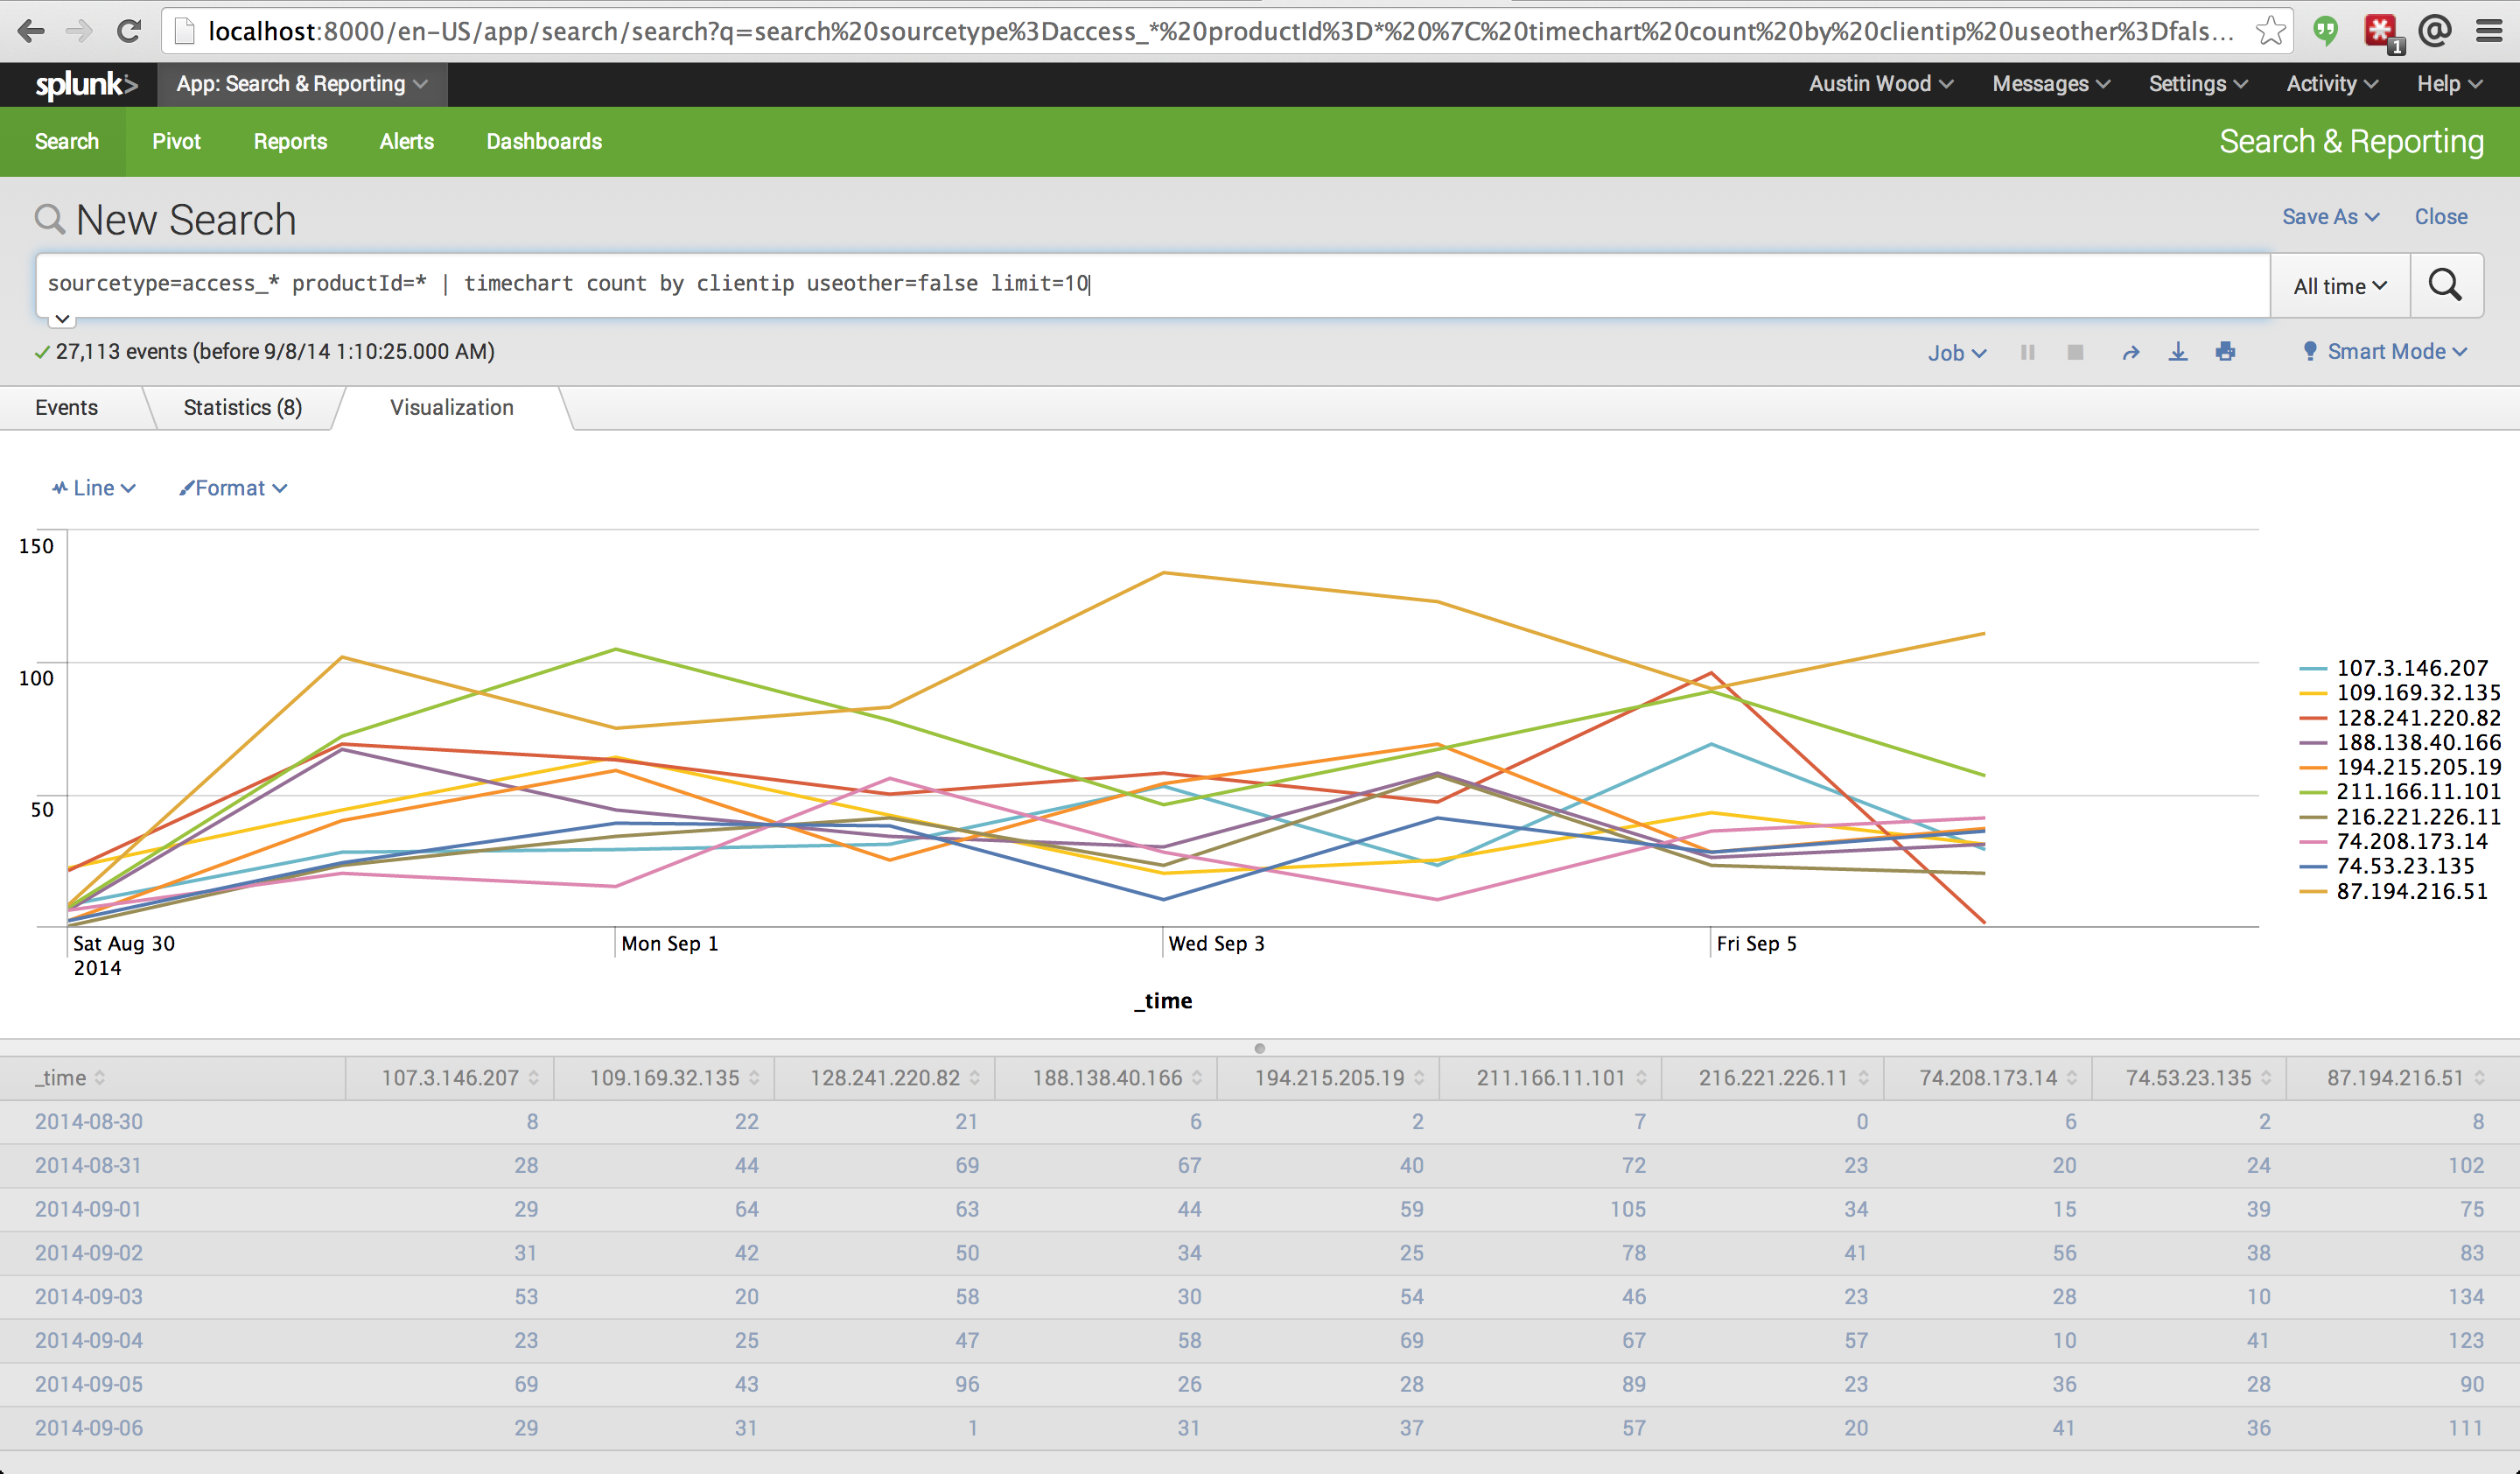 localhost:8000/en-US/app/search/search?q=search%20sourcetype%3Daccess_*%20productId%3D*%20%7C%20timechart%20count%20by%20clientip%20useother%3Dfals...
1
splunk> App: Search & Reporting Austin Wood Messages Settings Activity Help
Search Pivot Reports Alerts Dashboards Search & Reporting
New Search Save As Close
sourcetype=access_* productId=* | timechart count by clientip useother=false limit=10 All time
27,113 events (before 9/8/14 1:10:25.000 AM) Job Smart Mode
Events Statistics (8) Visualization
Line Format
150
100
50
Sat Aug 30 Mon Sep 1 Wed Sep 3 Fri Sep 5
2014
_time
107.3.146.207
109.169.32.135
128.241.220.82
188.138.40.166
194.215.205.19
211.166.11.101
216.221.226.11
74.208.173.14
74.53.23.135
87.194.216.51
_time 107.3.146.207 109.169.32.135 128.241.220.82 188.138.40.166 194.215.205.19 211.166.11.101 216.221.226.11 74.208.173.14 74.53.23.135 87.194.216.51
2014-08-30 8 22 21 6 2 7 0 6 2 8
2014-08-31 28 44 69 67 40 72 23 20 24 102
2014-09-01 29 64 63 44 59 105 34 15 39 75
2014-09-02 31 42 50 34 25 78 41 56 38 83
2014-09-03 53 20 58 30 54 46 23 28 10 134
2014-09-04 23 25 47 58 69 67 57 10 41 123
2014-09-05 69 43 96 26 28 89 23 36 28 90
2014-09-06 29 31 1 31 37 57 20 41 36 111